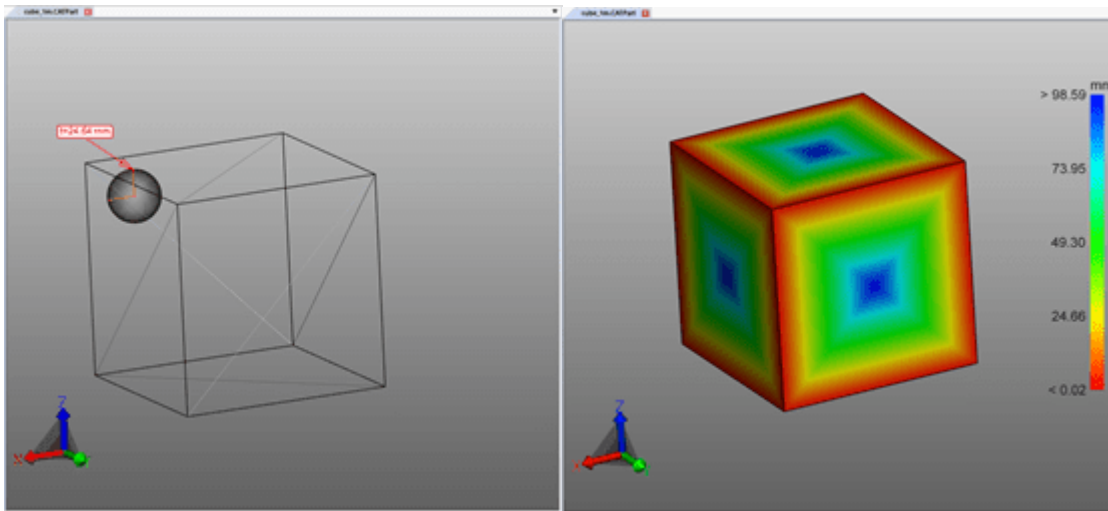 cube_1m.CATPart
t=24.64 mm
Z
X
cube_1m.CATPart
mm
> 98.59
73.95
49.30
24.66
< 0.02
Z